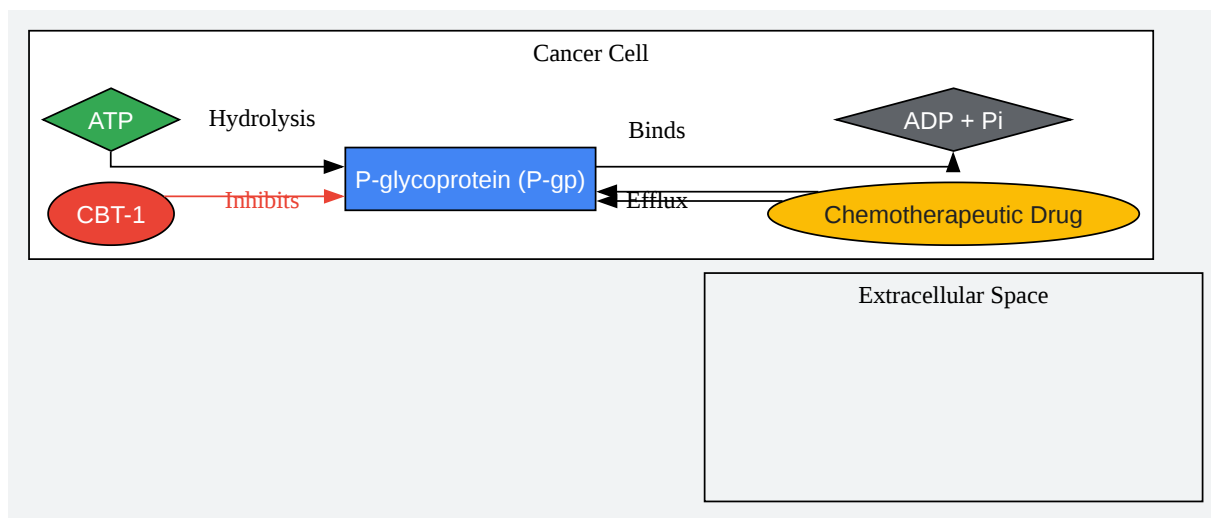 Cancer Cell
ATP
Hydrolysis
Binds
ADP + Pi
P-glycoprotein (P-gp)
CBT-1
Inhibits
Efflux
Chemotherapeutic Drug
Extracellular Space